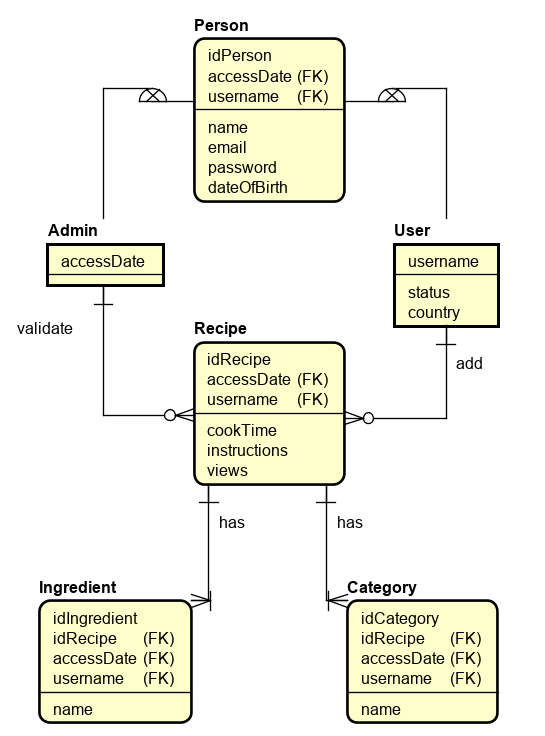 Person
idPerson
accessDate (FK)
username (FK)
name
email
password
dateOfBirth
Admin
accessDate
User
username
status
country
validate
add
Recipe
idRecipe
accessDate (FK)
username (FK)
cookTime
instructions
views
has
has
Ingredient
idIngredient
idRecipe (FK)
accessDate (FK)
username (FK)
name
Category
idCategory
idRecipe (FK)
accessDate (FK)
username (FK)
name